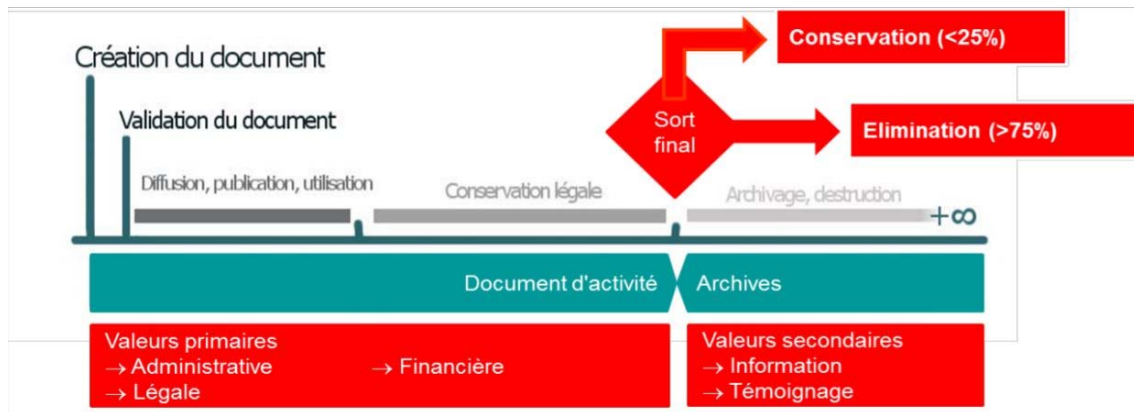 Conservation (<25%)
Création du document
Validation du document
Sort
final
Elimination (>75%)
Diffusion, publication, utilisation
Conservation légale
Archivage, destruction
+∞
Document d'activité
Archives
Valeurs primaires
→ Administrative
→ Financière
→ Légale
Valeurs secondaires
→ Information
→ Témoignage